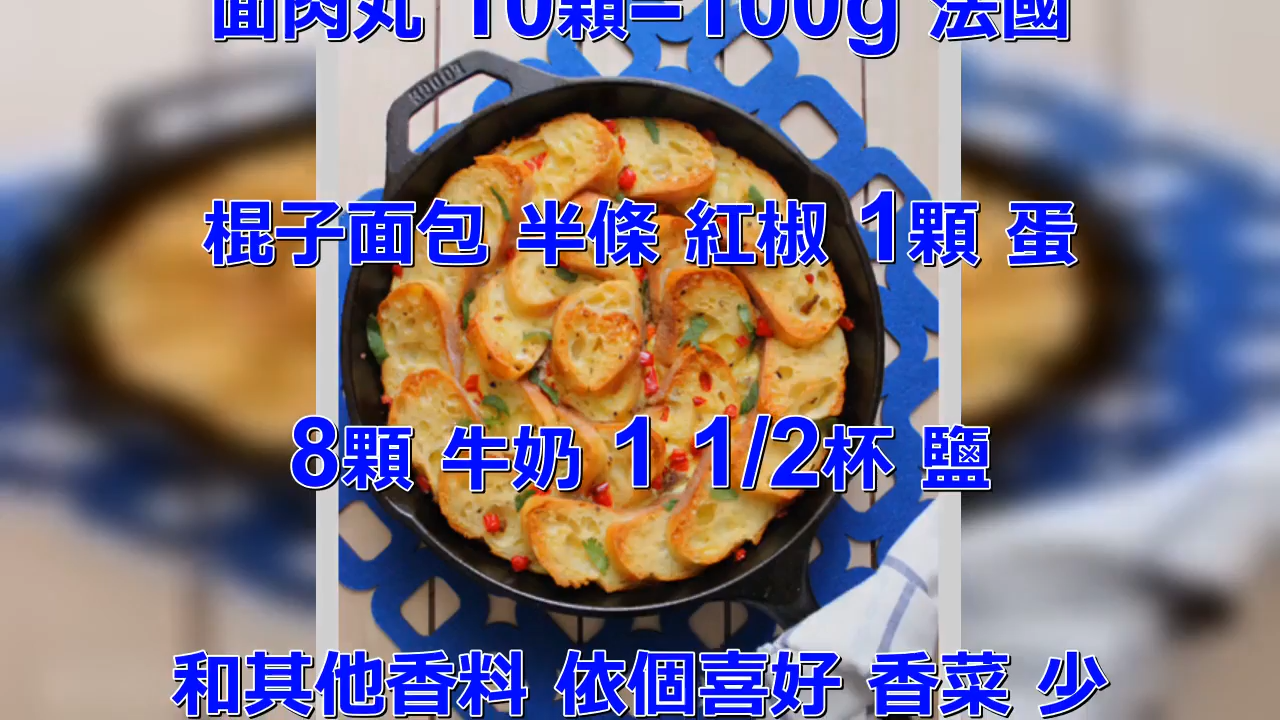 面肉丸 10顆=100g 法國
棍子面包 半條 紅椒 1顆 蛋
8顆 牛奶 1 1/2杯 鹽
和其他香料 依個喜好 香菜 少